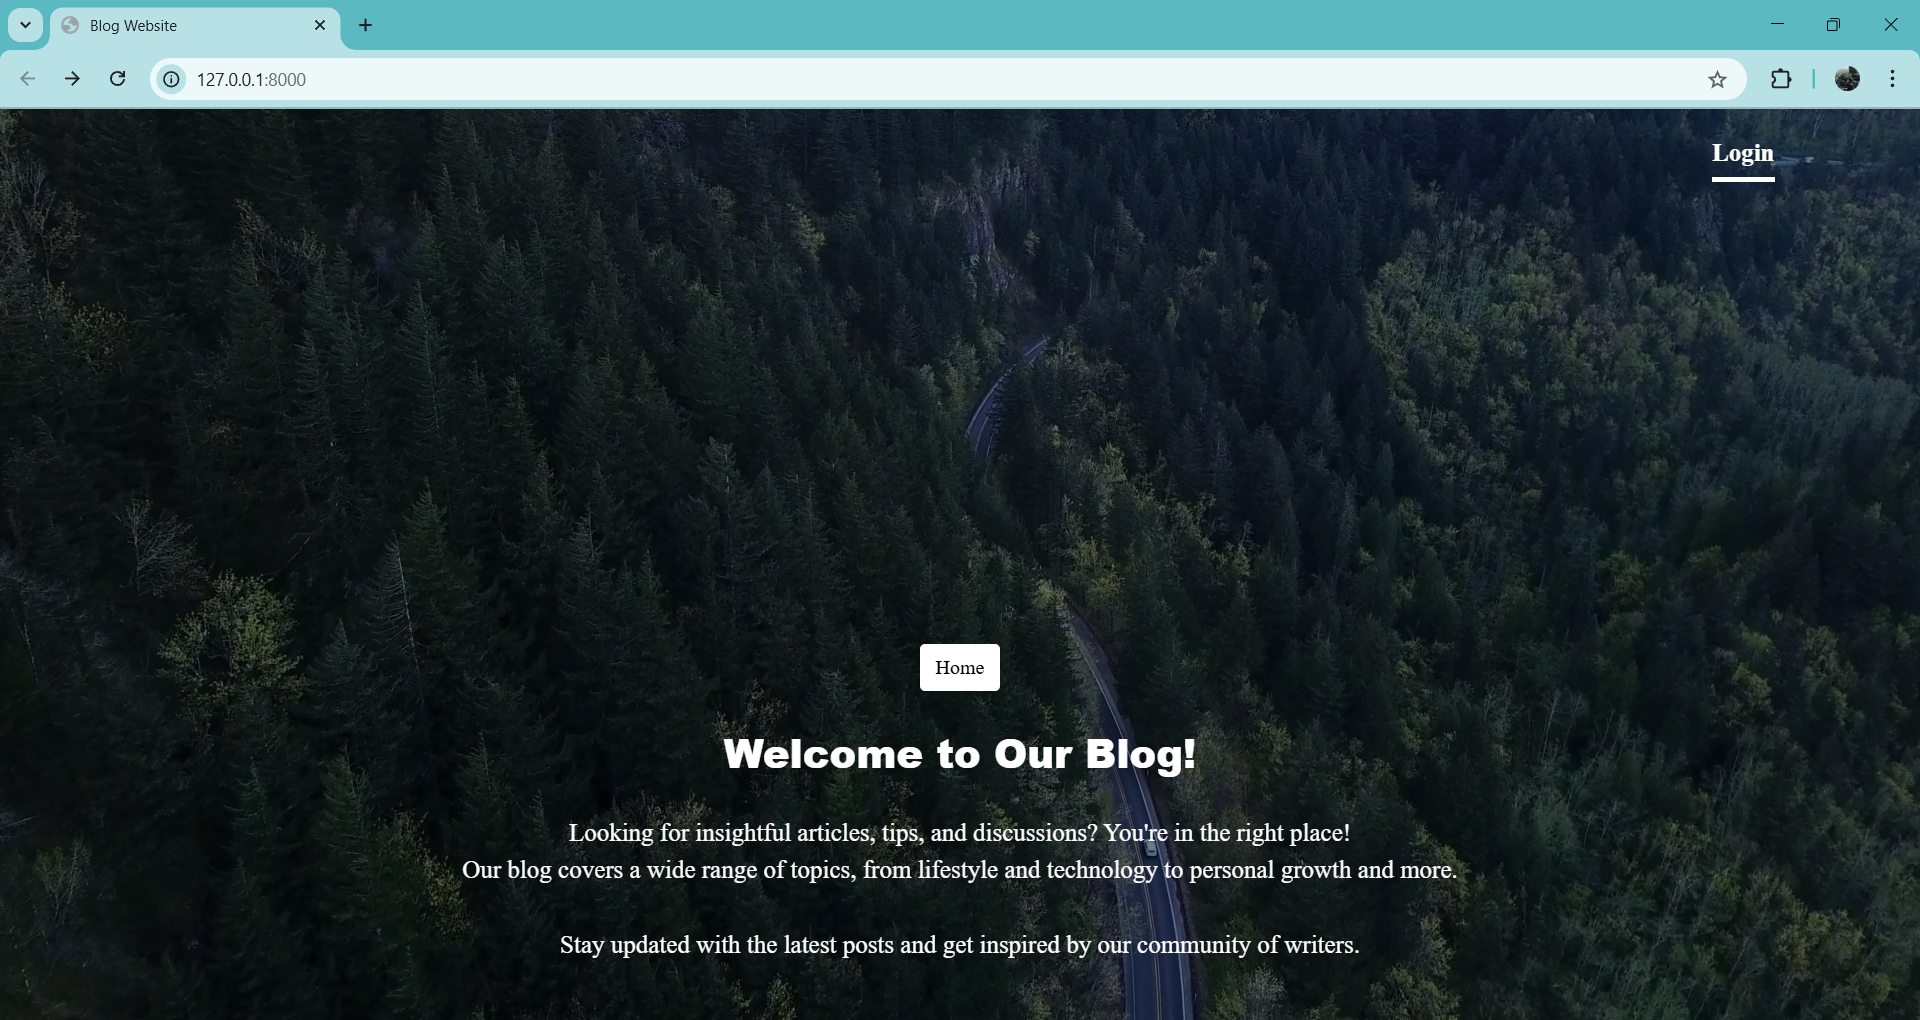 Blog Website
127.0.0.1:8000
Login
Home
Welcome to Our Blog!
Looking for insightful articles, tips, and discussions? You're in the right place!
Our blog covers a wide range of topics, from lifestyle and technology to personal growth and more.
Stay updated with the latest posts and get inspired by our community of writers.